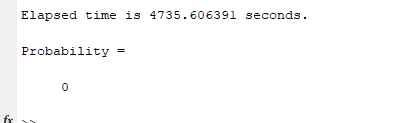 Elapsed time is 4735.606391 seconds.
Probability =
0
fx >>